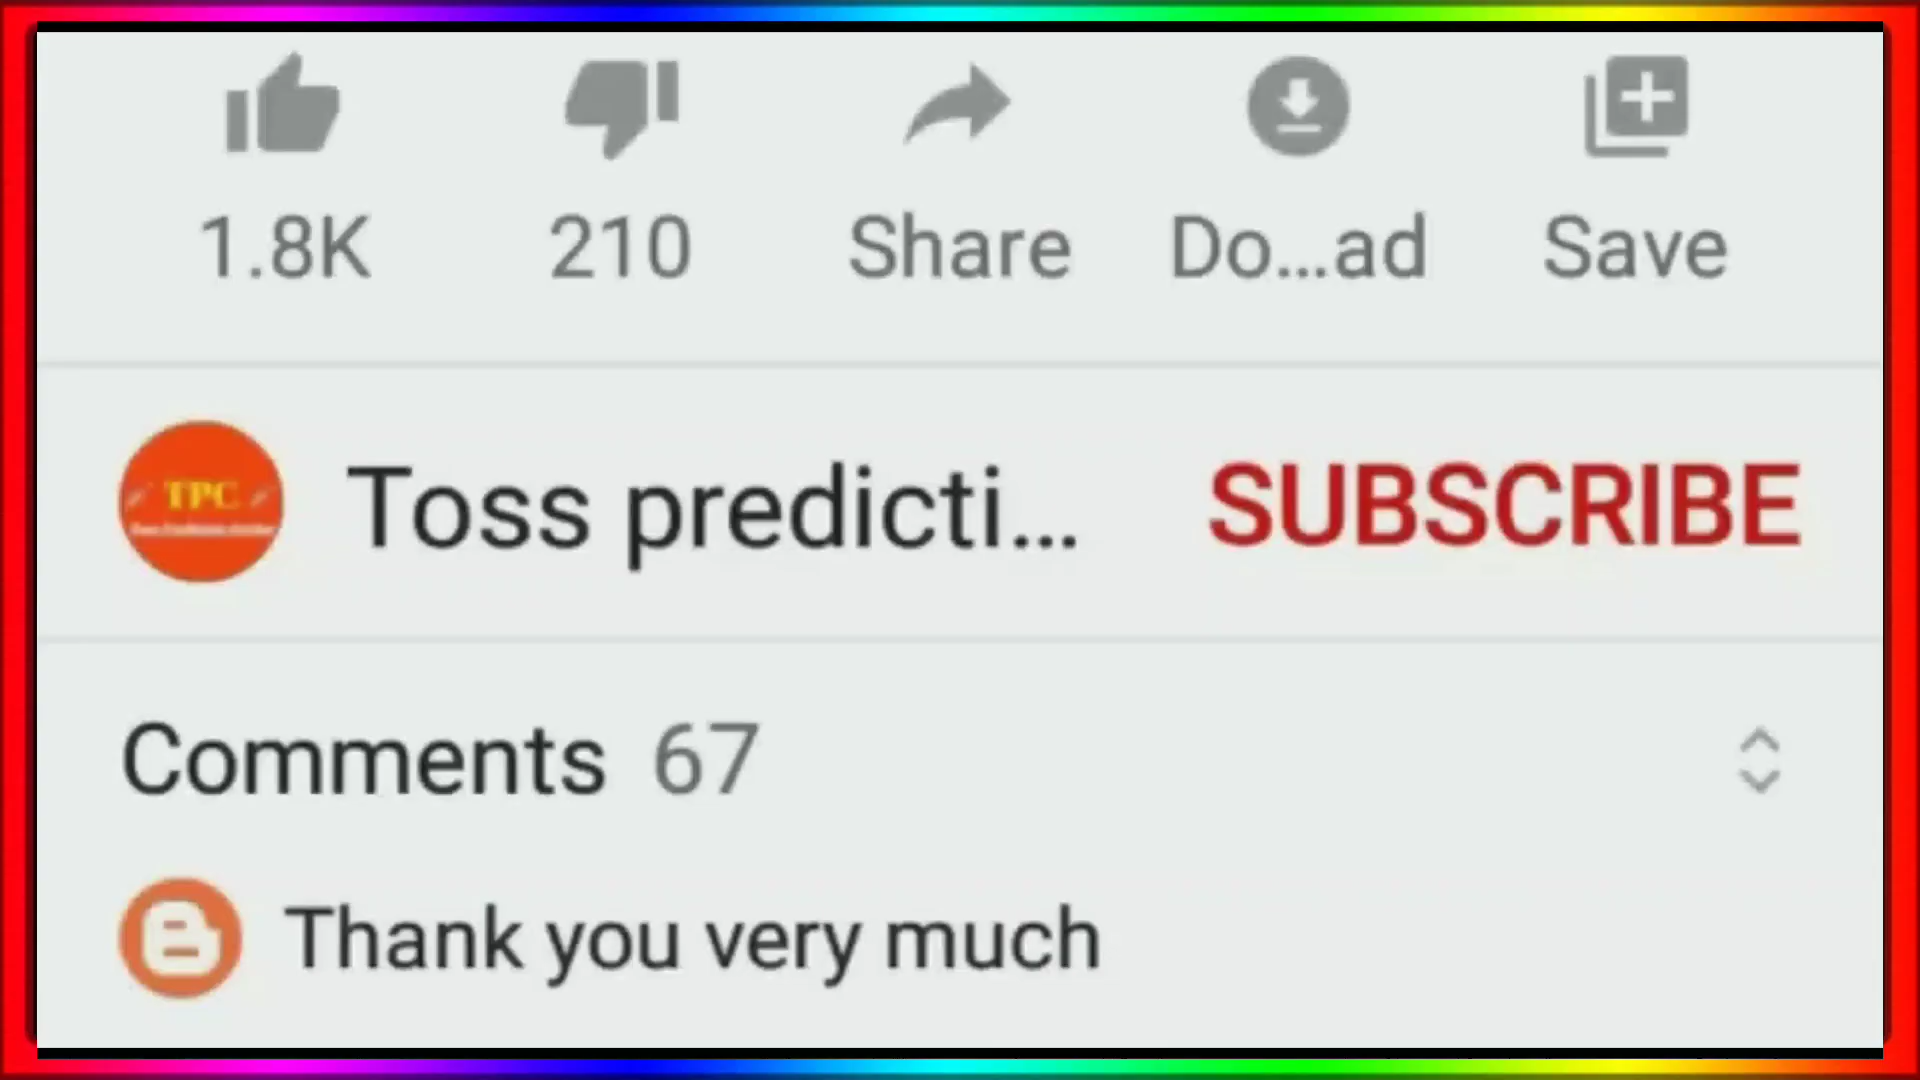 1.8K 210 Share Do...ad Save
TPC
Toss predicti... SUBSCRIBE
Comments 67
Thank you very much